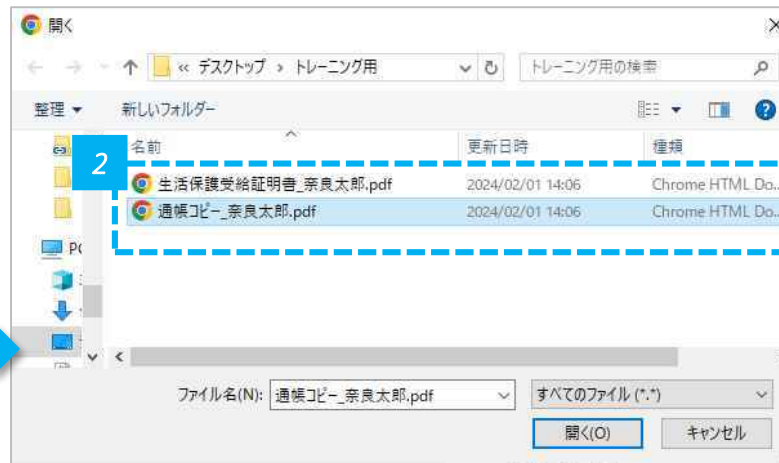 開く
« デスクトップ › トレーニング用
トレーニング用の検索
整理
新しいフォルダー
2
名前
更新日時
種類
生活保護受給証明書_奈良太郎.pdf
2024/02/01 14:06
Chrome HTML Do...
通帳コピー_奈良太郎.pdf
2024/02/01 14:06
Chrome HTML Do...
PC
ファイル名(N):
通帳コピー_奈良太郎.pdf
すべてのファイル (*.*)
開く(O)
キャンセル